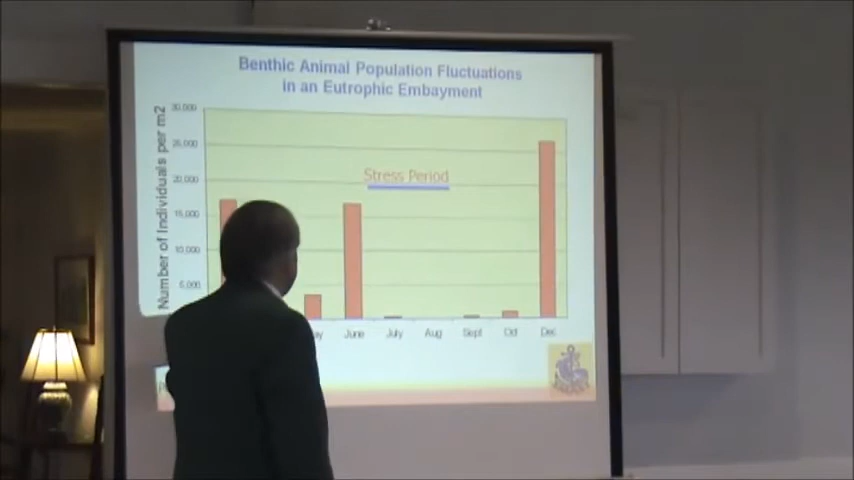 Benthic Animal Population Fluctuations
in an Eutrophic Embayment
Number of Individuals per m2
30,000
25,000
20,000
15,000
10,000
5,000
Stress Period
ay
June
July
Aug
Sept
Oct
Dec